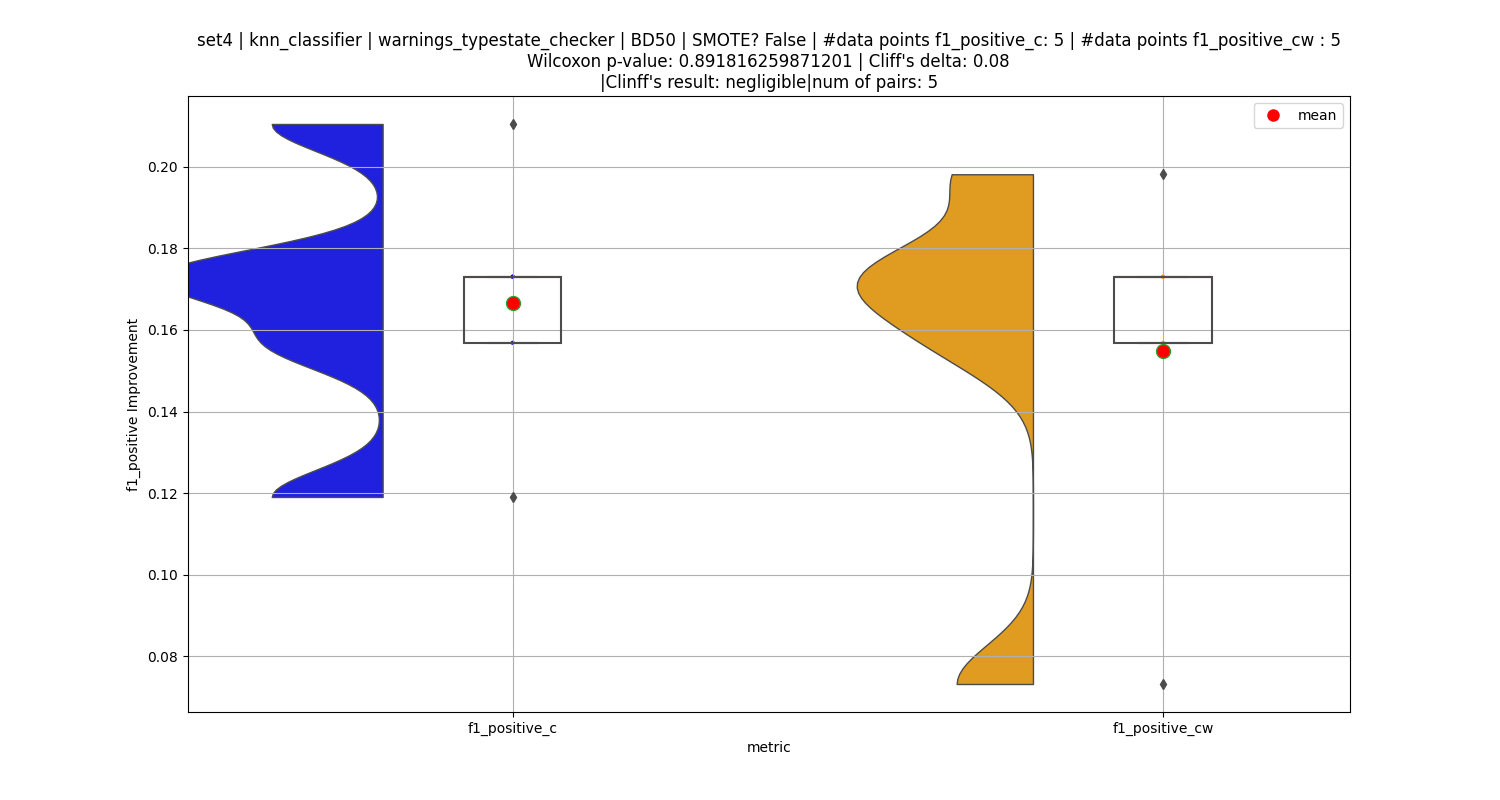 set4 | knn_classifier | warnings_typestate_checker | BD50 | SMOTE? False | #data points f1_positive_c: 5 | #data points f1_positive_cw : 5
Wilcoxon p-value: 0.891816259871201 | Cliff's delta: 0.08
|Clinff's result: negligible|num of pairs: 5
mean
0.20
0.18
0.16
0.14
0.12
0.10
0.08
f1_positive Improvement
f1_positive_c
f1_positive_cw
metric